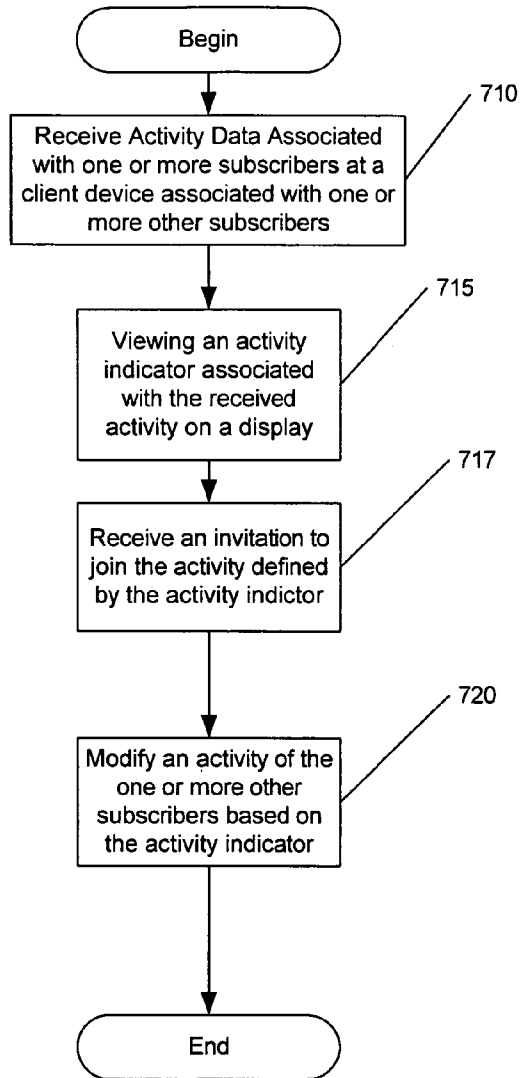 Begin
710
Receive Activity Data Associated
with one or more subscribers at a
client device associated with one or
more other subscribers
715
Viewing an activity
indicator associated
with the received
activity on a display
717
Receive an invitation to
join the activity defined
by the activity indictor
720
Modify an activity of the
one or more other
subscribers based on
the activity indicator
End